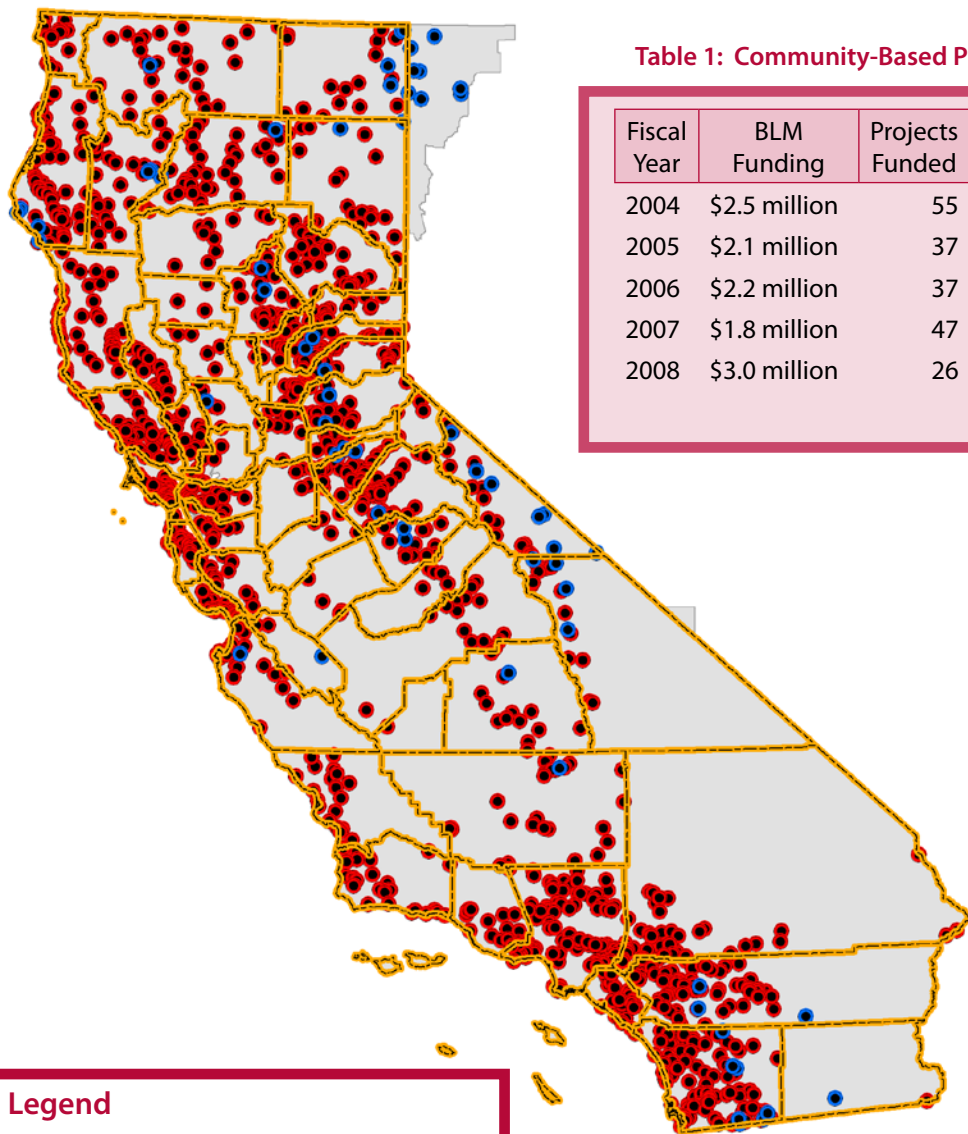 Table 1: Community-Based P
Fiscal Year BLM Funding Projects Funded
2004 $2.5 million 55
2005 $2.1 million 37
2006 $2.2 million 37
2007 $1.8 million 47
2008 $3.0 million 26
Legend